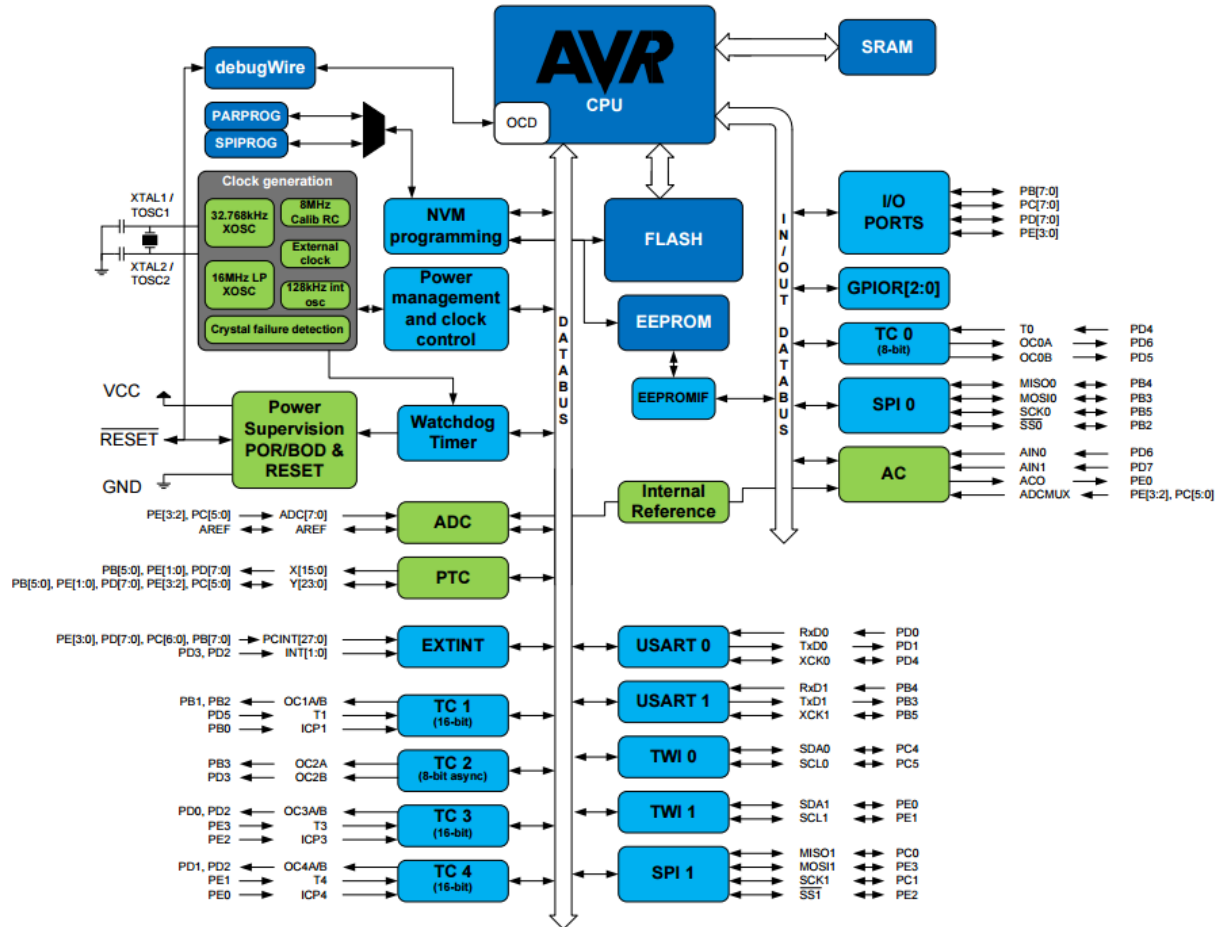 AVR
CPU
OCD
SRAM
debugWire
PARPROG
SPIPROG
Clock generation
XTAL1 /
TOSC1
32.768kHz
XOSC
8MHz
Calib RC
External
clock
XTAL2 /
TOSC2
16MHz LP
XOSC
128kHz int
osc
Crystal failure detection
NVM
programming
Power
management
and clock
control
FLASH
EEPROM
EEPROMIF
DATABUS
IN/OUT DATABUS
I/O
PORTS
PB[7:0]
PC[7:0]
PD[7:0]
PE[3:0]
GPIOR[2:0]
TC 0
(8-bit)
T0 PD4
OC0A PD6
OC0B PD5
SPI 0
MISO0 PB4
MOSI0 PB3
SCK0 PB5
SS0 PB2
AC
AIN0 PD6
AIN1 PD7
ACO PE0
ADCMUX PE[3:2], PC[5:0]
VCC
RESET
GND
Power
Supervision
POR/BOD &
RESET
Watchdog
Timer
Internal
Reference
PE[3:2], PC[5:0] ADC[7:0]
AREF AREF
ADC
PB[5:0], PE[1:0], PD[7:0] X[15:0]
PB[5:0], PE[1:0], PD[7:0], PE[3:2], PC[5:0] Y[23:0]
PTC
PE[3:0], PD[7:0], PC[6:0], PB[7:0] PCINT[27:0]
PD3, PD2 INT[1:0]
EXTINT
PB1, PB2 OC1A/B
PD5 T1
PB0 ICP1
TC 1
(16-bit)
PB3 OC2A
PD3 OC2B
TC 2
(8-bit async)
PD0, PD2 OC3A/B
PE3 T3
PE2 ICP3
TC 3
(16-bit)
PD1, PD2 OC4A/B
PE1 T4
PE0 ICP4
TC 4
(16-bit)
USART 0
RxD0 PD0
TxD0 PD1
XCK0 PD4
USART 1
RxD1 PB4
TxD1 PB3
XCK1 PB5
TWI 0
SDA0 PC4
SCL0 PC5
TWI 1
SDA1 PE0
SCL1 PE1
SPI 1
MISO1 PC0
MOSI1 PE3
SCK1 PC1
SS1 PE2